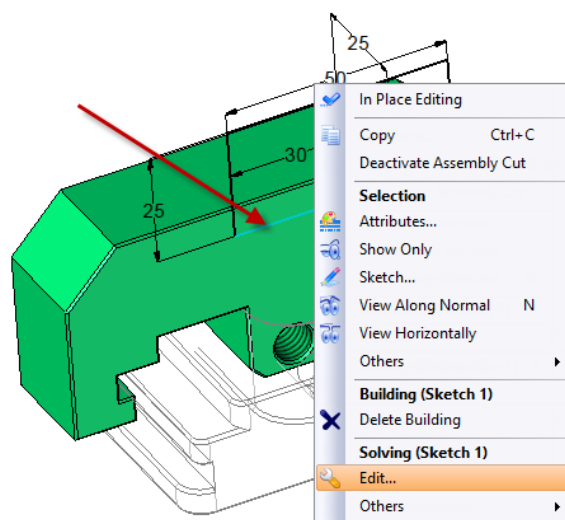 25
50
30
25
In Place Editing
Copy Ctrl+C
Deactivate Assembly Cut
Selection
Attributes...
Show Only
Sketch...
View Along Normal N
View Horizontally
Others
Building (Sketch 1)
Delete Building
Solving (Sketch 1)
Edit...
Others